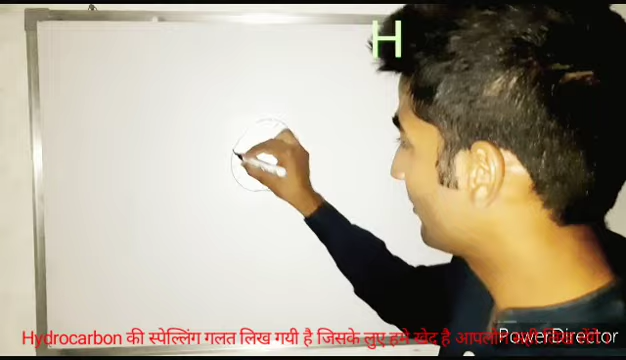 H
Hydrocarbon की स्पेल्लिंग गलत लिख गयी है जिसके लुए हमे खेद है
PowerDirector